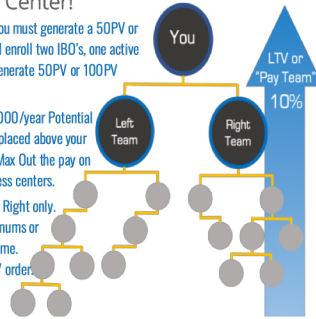 Center!
ou must generate a 50PV or
enroll two IBO's, one active
enerate 50PV or 100PV
000/year Potential
placed above your
Max Out the pay on
ess centers.
Right only.
nums or
me.
order.
You
Left
Team
Right
Team
LTV or
"Pay Team"
10%